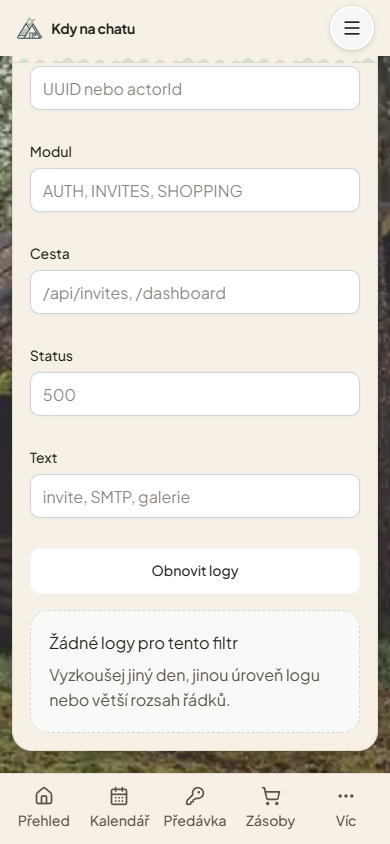 Kdy na chatu
UUID nebo actorId
Modul
AUTH, INVITES, SHOPPING
Cesta
/api/invites, /dashboard
Status
500
Text
invite, SMTP, galerie
Obnovit logy
Žádné logy pro tento filtr
Vyzkoušej jiný den, jinou úroveň logu
nebo větší rozsah řádků.
Přehled Kalendář Předávka Zásoby Víc